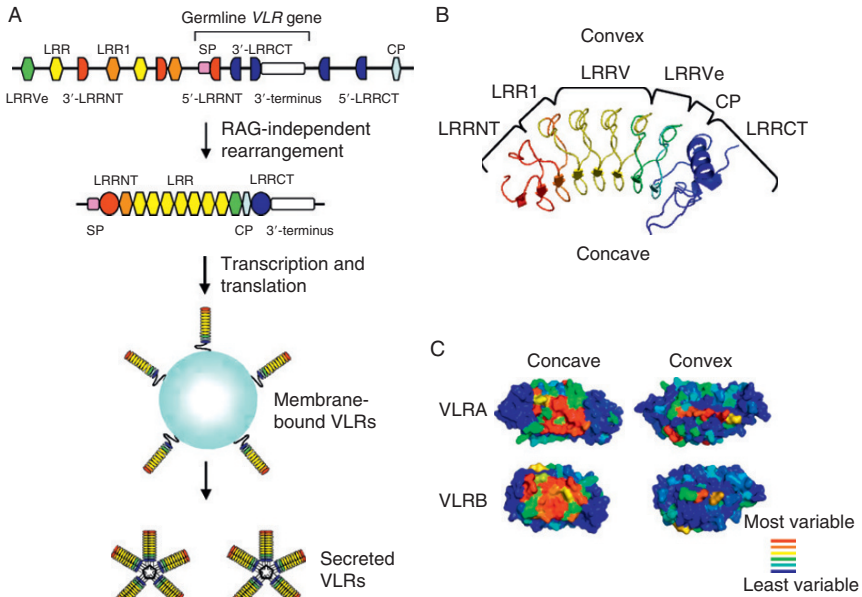 A
Germline VLR gene
LRR LRR1 SP 3′-LRRCT CP
LRRVe 3′-LRRNT 5′-LRRNT 3′-terminus 5′-LRRCT
RAG-independent
rearrangement
LRRNT LRR LRRCT
SP CP 3′-terminus
Transcription and
translation
Membrane-
bound VLRs
Secreted
VLRs
B
Convex
LRRV
LRR1 LRRVe
CP
LRRNT LRRCT
Concave
C
Concave Convex
VLRA
VLRB
Most variable
Least variable